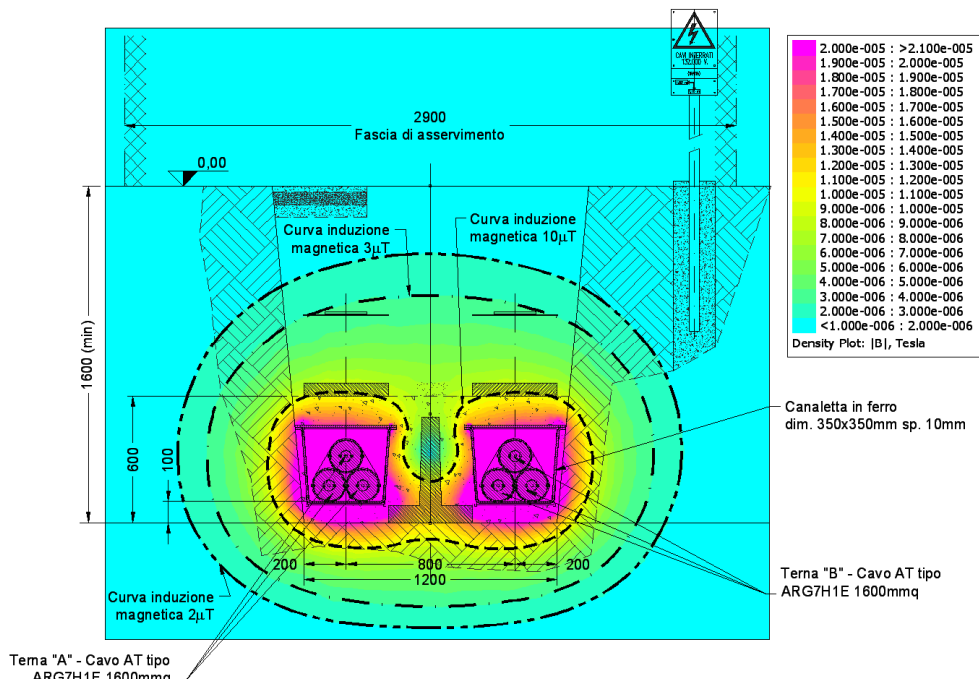 CAVI INTERRATI
132.000 V.
2900
Fascia di asservimento
0,00
2.000e-005 : >2.100e-005
1.900e-005 : 2.000e-005
1.800e-005 : 1.900e-005
1.700e-005 : 1.800e-005
1.600e-005 : 1.700e-005
1.500e-005 : 1.600e-005
1.400e-005 : 1.500e-005
1.300e-005 : 1.400e-005
1.200e-005 : 1.300e-005
1.100e-005 : 1.200e-005
1.000e-005 : 1.100e-005
9.000e-006 : 1.000e-005
8.000e-006 : 9.000e-006
7.000e-006 : 8.000e-006
6.000e-006 : 7.000e-006
5.000e-006 : 6.000e-006
4.000e-006 : 5.000e-006
3.000e-006 : 4.000e-006
2.000e-006 : 3.000e-006
<1.000e-006 : 2.000e-006
Density Plot: |B|, Tesla
Curva induzione
magnetica 3µT
Curva induzione
magnetica 10µT
1600 (min)
600
100
Canaletta in ferro
dim. 350x350mm sp. 10mm
200
800
200
1200
Curva induzione
magnetica 2µT
Terna "B" - Cavo AT tipo
ARG7H1E 1600mmq
Terna "A" - Cavo AT tipo
ARG7H1E 1600mmq